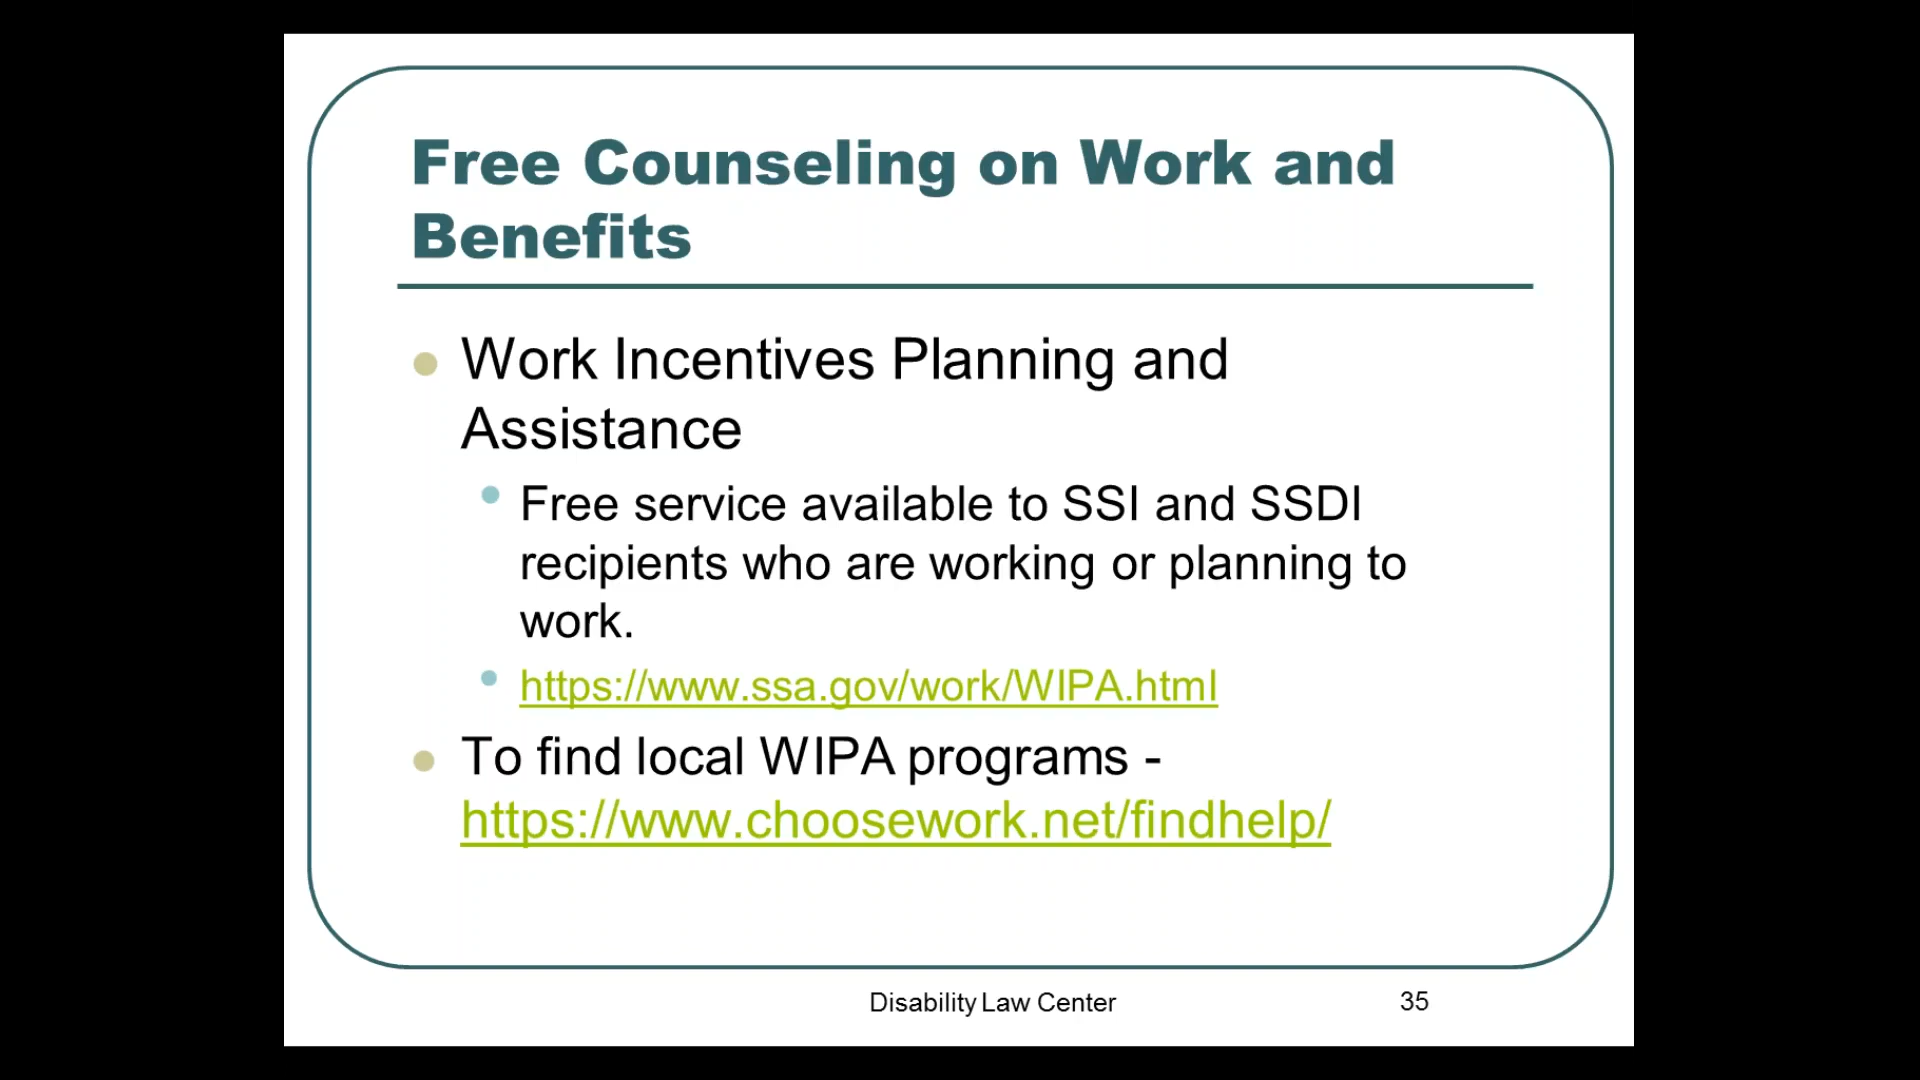 Free Counseling on Work and
Benefits
Work Incentives Planning and
Assistance
Free service available to SSI and SSDI
recipients who are working or planning to
work.
https://www.ssa.gov/work/WIPA.html
To find local WIPA programs -
https://www.choosework.net/findhelp/
Disability Law Center
35